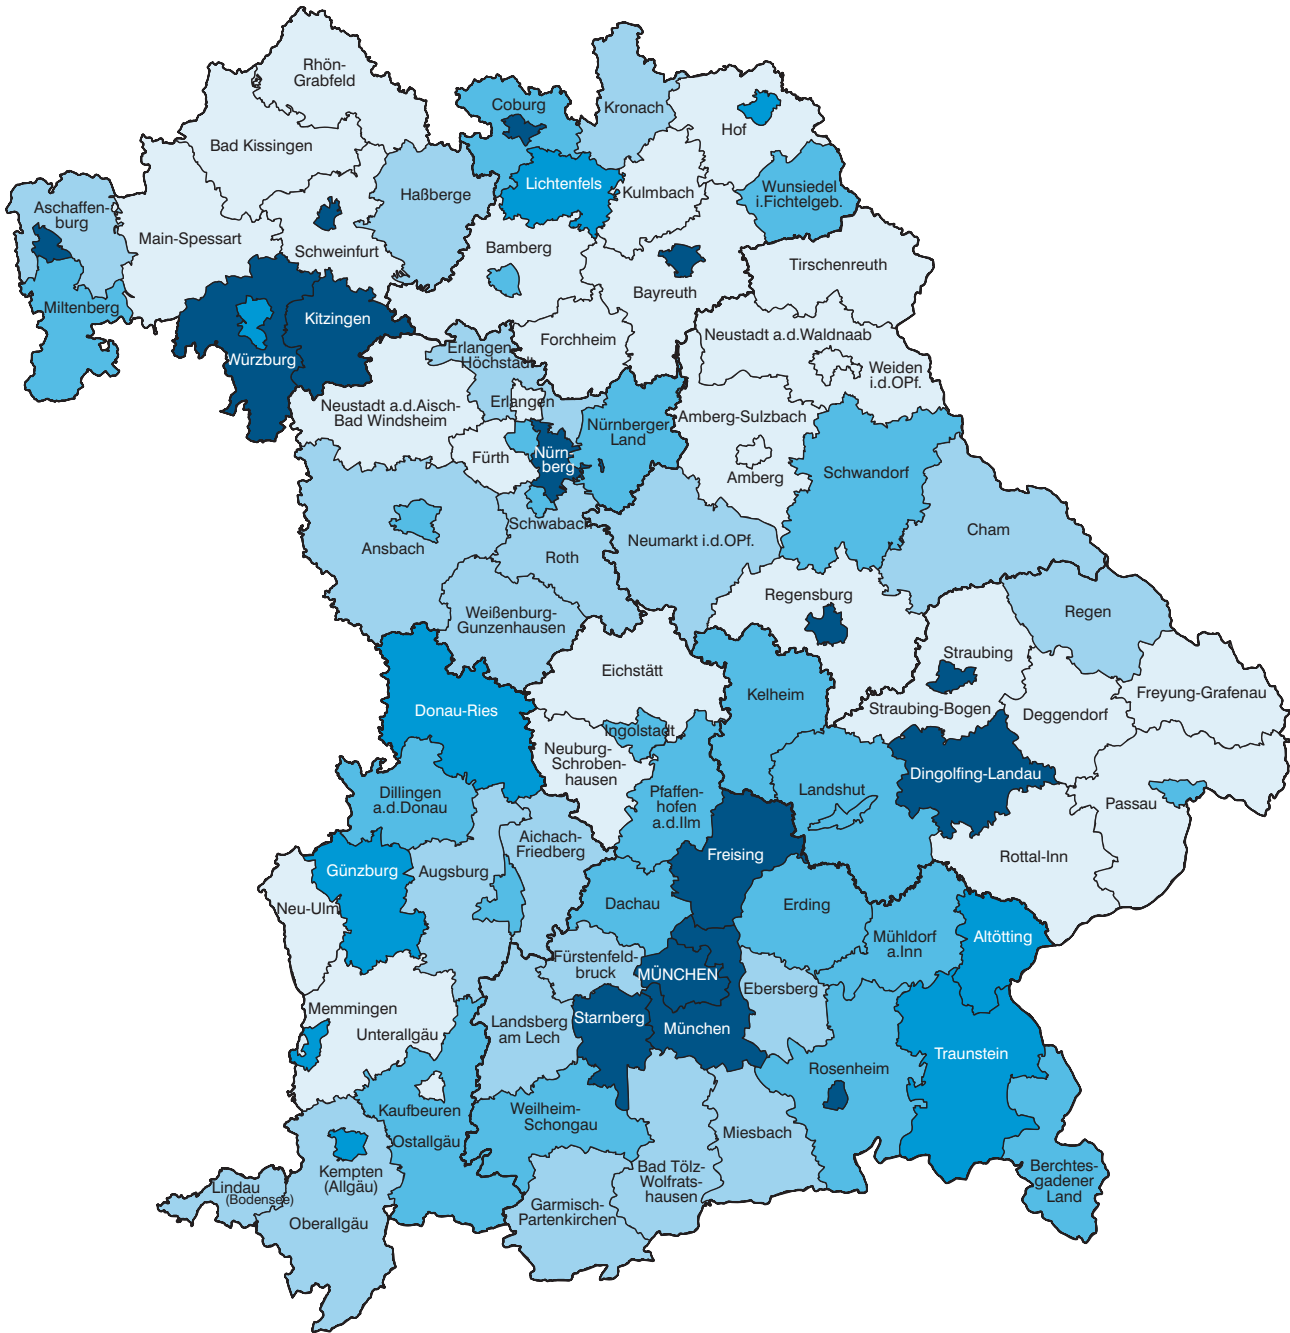 Rhön-
Grabfeld
Bad Kissingen
Coburg
Kronach
Hof
Lichtenfels
Kulmbach
Wunsiedel
i.Fichtelgeb.
Haßberge
Aschaffen-
burg
Main-Spessart
Schweinfurt
Bamberg
Bayreuth
Tirschenreuth
Miltenberg
Kitzingen
Würzburg
Forchheim
Erlangen-
Höchstadt
Neustadt a.d.Waldnaab
Weiden
i.d.OPf.
Neustadt a.d.Aisch-
Bad Windsheim
Erlangen
Nürnberger
Land
Amberg-Sulzbach
Fürth
Nürn-
berg
Amberg
Schwandorf
Cham
Ansbach
Schwabach
Roth
Neumarkt i.d.OPf.
Regensburg
Regen
Weißenburg-
Gunzenhausen
Straubing
Eichstätt
Kelheim
Straubing-Bogen
Deggendorf
Freyung-Grafenau
Donau-Ries
Ingolstadt
Neuburg-
Schroben-
hausen
Dingolfing-Landau
Dillingen
a.d.Donau
Pfaffen-
hofen
a.d.Ilm
Landshut
Passau
Aichach-
Friedberg
Freising
Rottal-Inn
Günzburg
Augsburg
Neu-Ulm
Dachau
Erding
Mühldorf
a.Inn
Altötting
Fürstenfeld-
bruck
MÜNCHEN
Ebersberg
Memmingen
Unterallgäu
Landsberg
am Lech
Starnberg
München
Traunstein
Rosenheim
Kaufbeuren
Ostallgäu
Weilheim-
Schongau
Miesbach
Kempten
(Allgäu)
Bad Tölz-
Wolfrats-
hausen
Berchtes-
gadener
Land
Lindau
(Bodensee)
Oberallgäu
Garmisch-
Partenkirchen